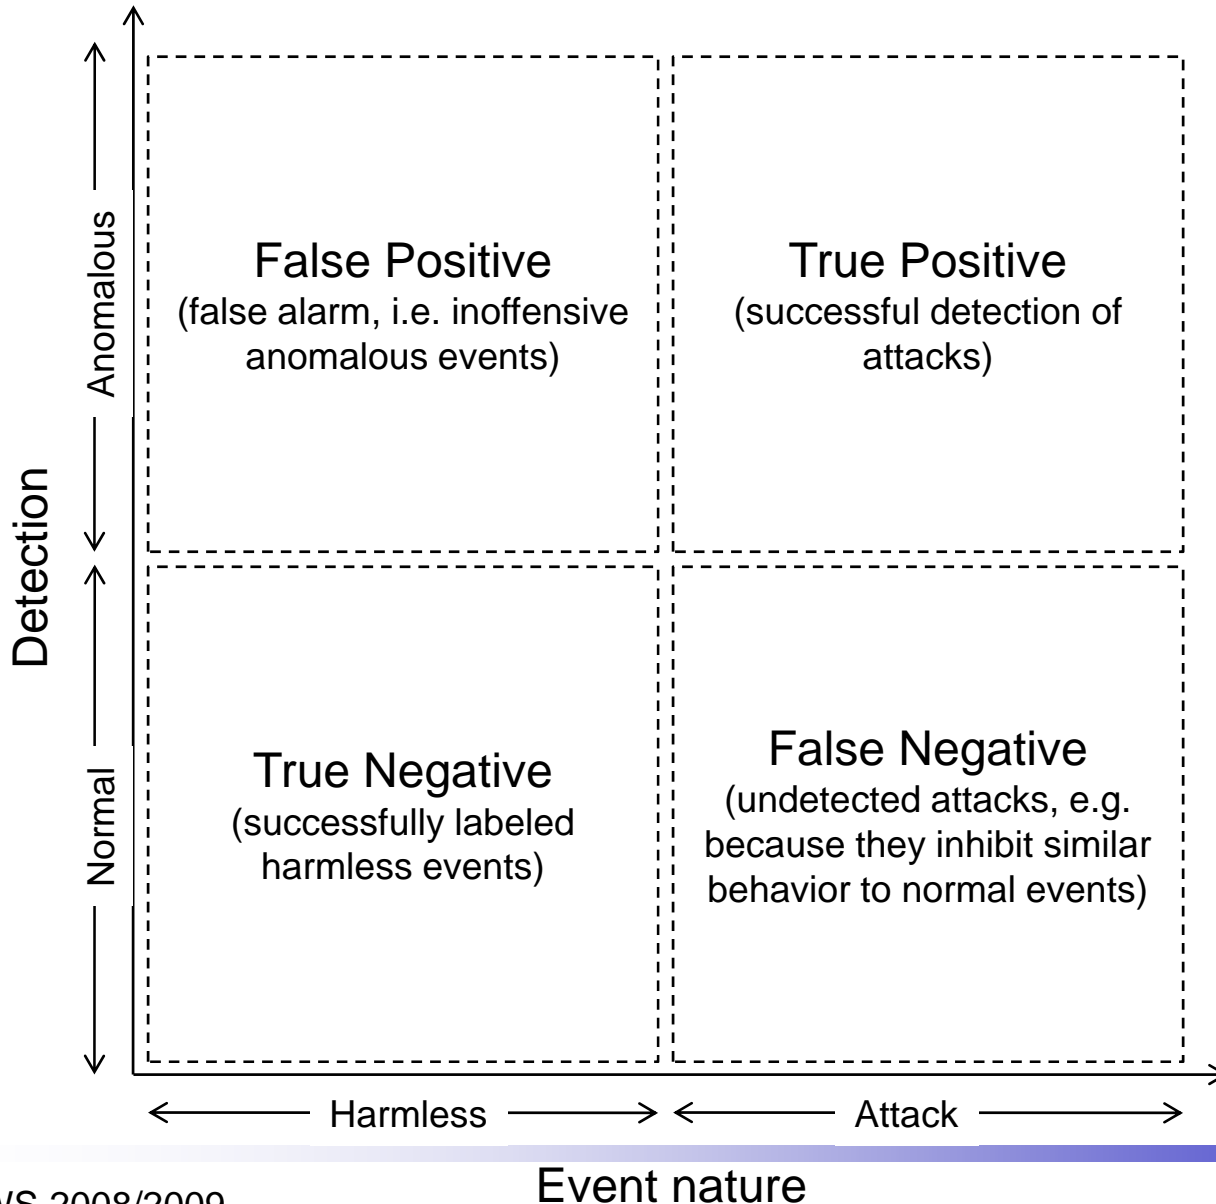 Detection
Anomalous
Normal
False Positive
(false alarm, i.e. inoffensive
anomalous events)
True Positive
(successful detection of
attacks)
True Negative
(successfully labeled
harmless events)
False Negative
(undetected attacks, e.g.
because they inhibit similar
behavior to normal events)
Harmless
Attack
Event nature
WS 2008/2009